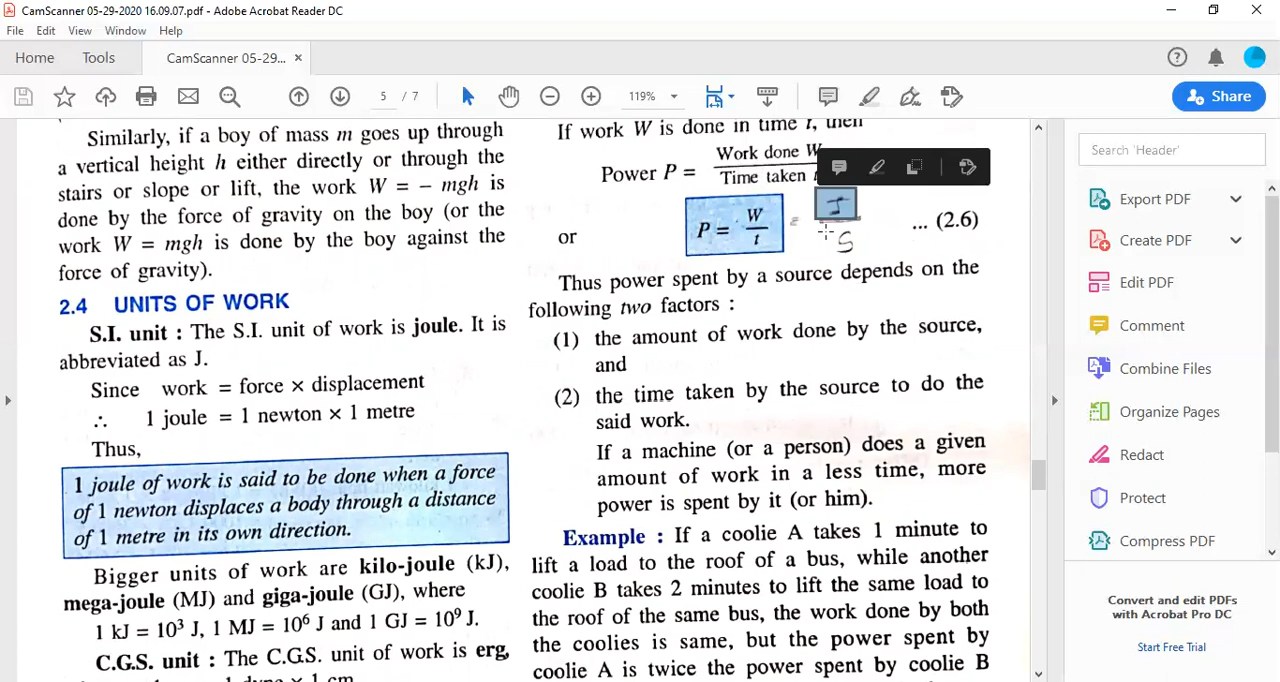 CamScanner 05-29-2020 16.09.07.pdf - Adobe Acrobat Reader DC
File Edit View Window Help
Home Tools CamScanner 05-29... ×
5 / 7 119%
Share
Similarly, if a boy of mass m goes up through
a vertical height h either directly or through the
stairs or slope or lift, the work W = – mgh is
done by the force of gravity on the boy (or the
work W = mgh is done by the boy against the
force of gravity).
2.4 UNITS OF WORK
S.I. unit : The S.I. unit of work is joule. It is
abbreviated as J.
Since work = force × displacement
∴ 1 joule = 1 newton × 1 metre
Thus,
1 joule of work is said to be done when a force
of 1 newton displaces a body through a distance
of 1 metre in its own direction.
Bigger units of work are kilo-joule (kJ),
mega-joule (MJ) and giga-joule (GJ), where
1 kJ = 10³ J, 1 MJ = 10⁶ J and 1 GJ = 10⁹ J.
C.G.S. unit : The C.G.S. unit of work is erg,
1 dyne × 1 cm
If work W is done in time t, then
Power P = Work done W
Time taken
or P = W/t = J/S ... (2.6)
Thus power spent by a source depends on the
following two factors :
(1) the amount of work done by the source,
and
(2) the time taken by the source to do the
said work.
If a machine (or a person) does a given
amount of work in a less time, more
power is spent by it (or him).
Example : If a coolie A takes 1 minute to
lift a load to the roof of a bus, while another
coolie B takes 2 minutes to lift the same load to
the roof of the same bus, the work done by both
the coolies is same, but the power spent by
coolie A is twice the power spent by coolie B
Search 'Header'
Export PDF
Create PDF
Edit PDF
Comment
Combine Files
Organize Pages
Redact
Protect
Compress PDF
Convert and edit PDFs
with Acrobat Pro DC
Start Free Trial